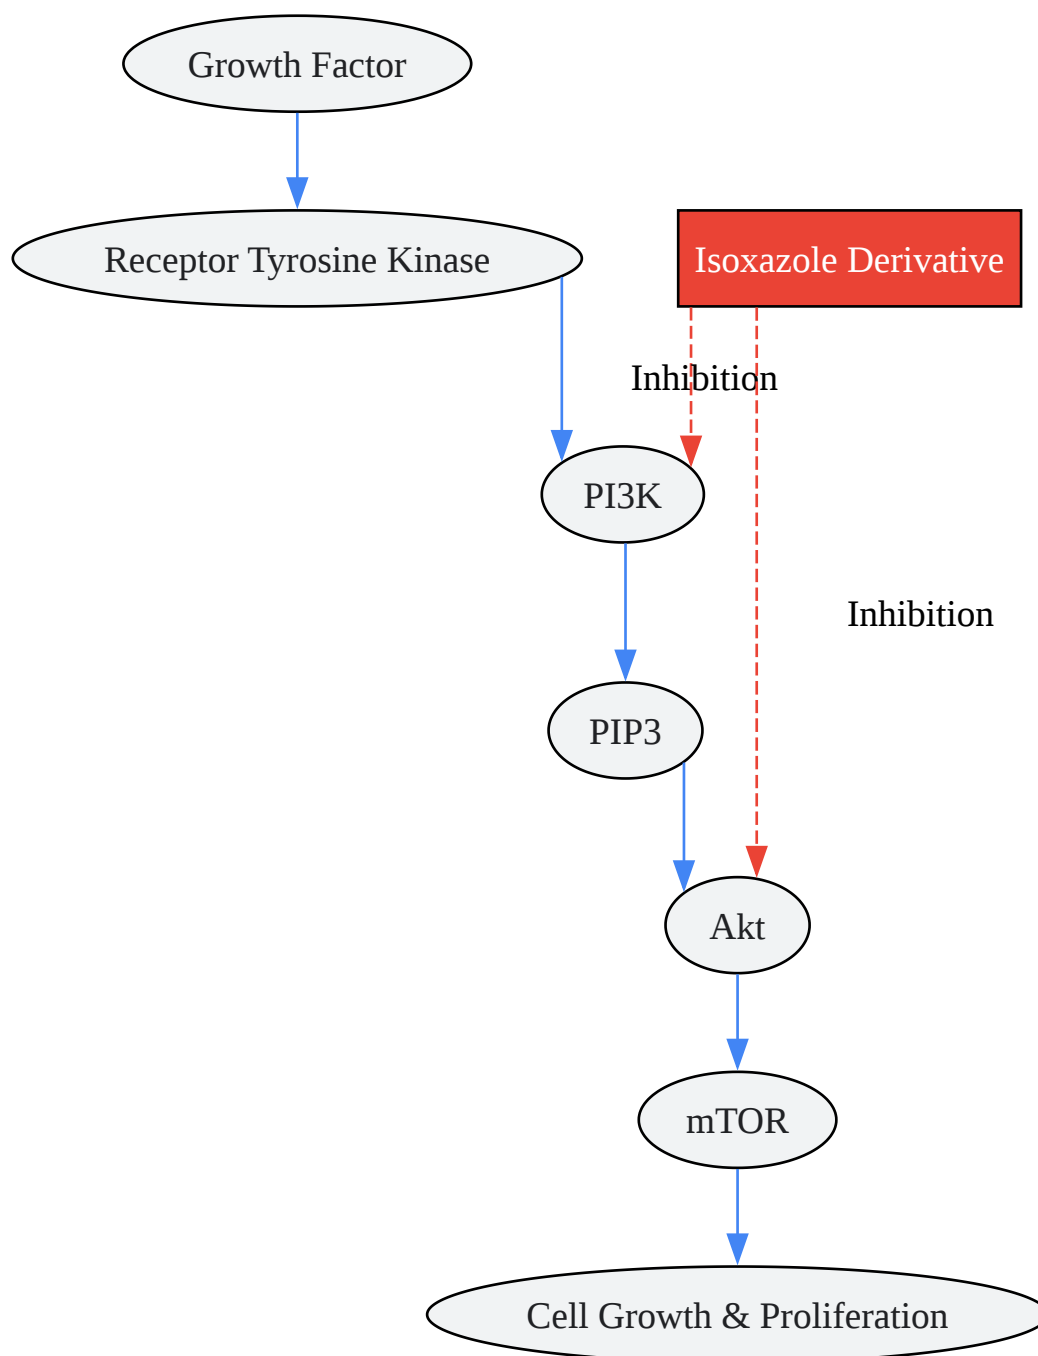 Growth Factor
Receptor Tyrosine Kinase
Isoxazole Derivative
Inhibition
PI3K
Inhibition
PIP3
Akt
mTOR
Cell Growth & Proliferation